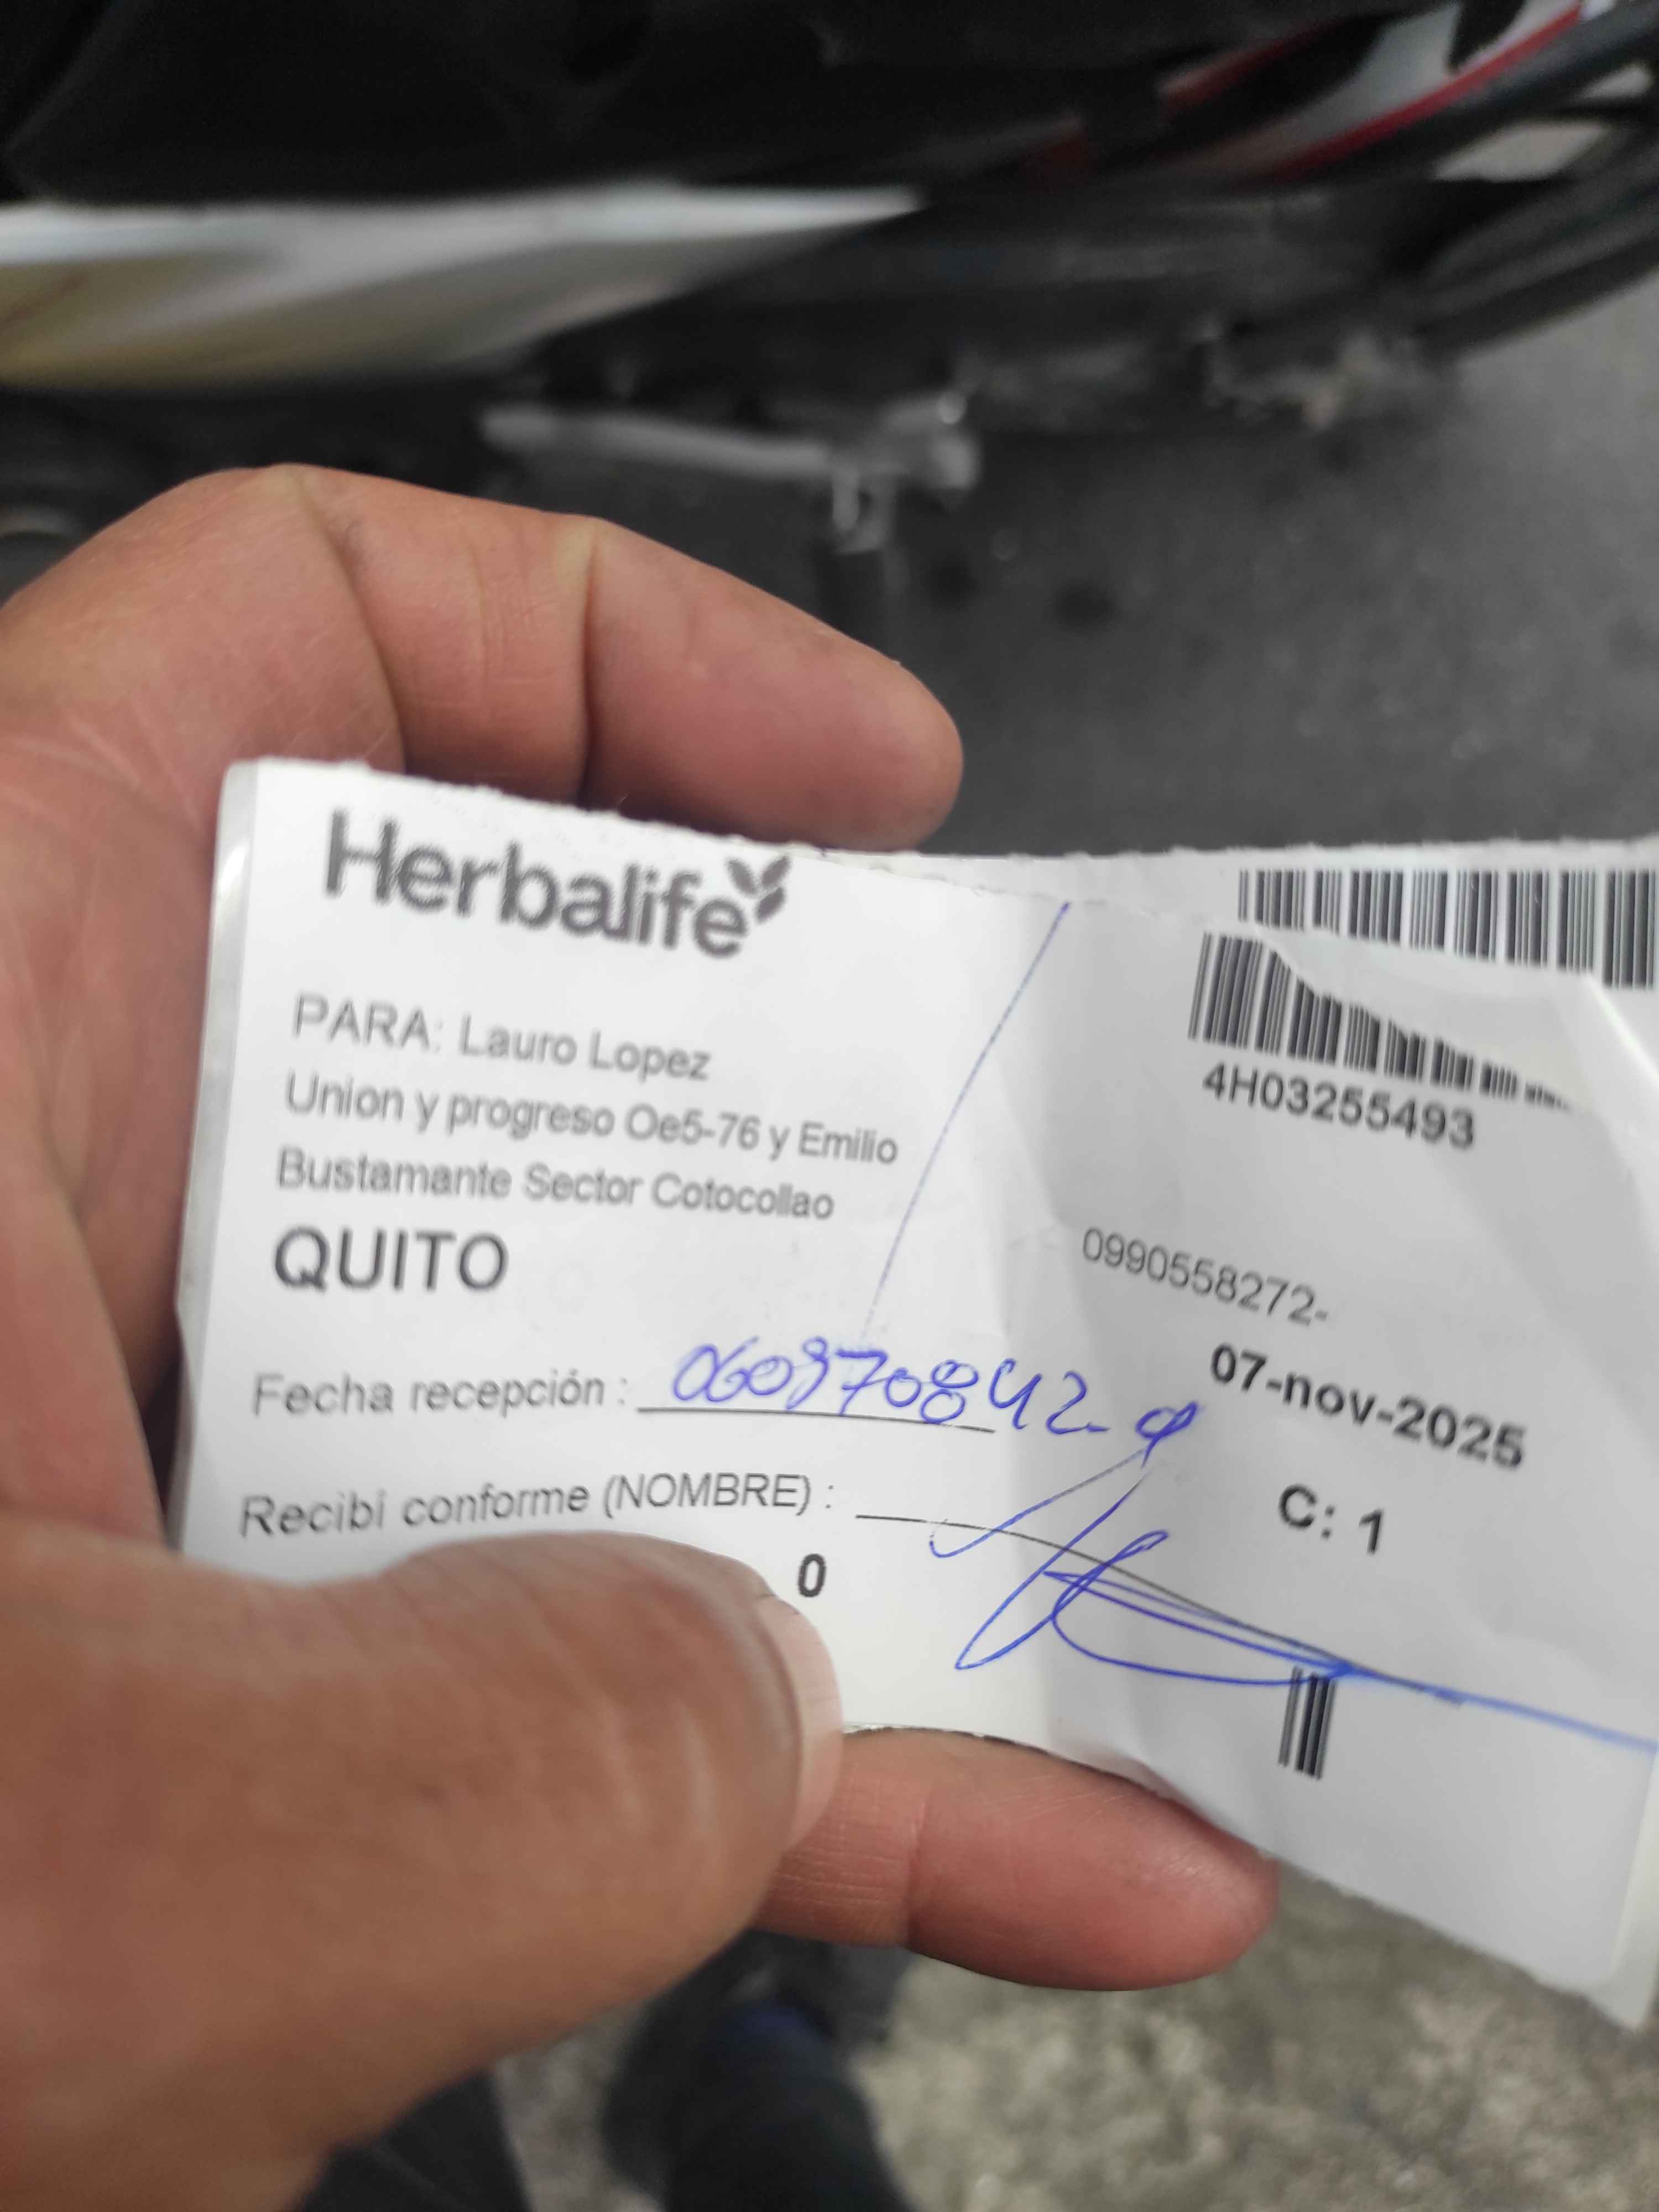 Herbalife
PARA: Lauro Lopez
Union y progreso Oe5-76 y Emilio
Bustamante Sector Cotocollao
QUITO
4H03255493
0990558272-
07-nov-2025
Fecha recepción : 060370842-9
C: 1
Recibí conforme (NOMBRE) :
0